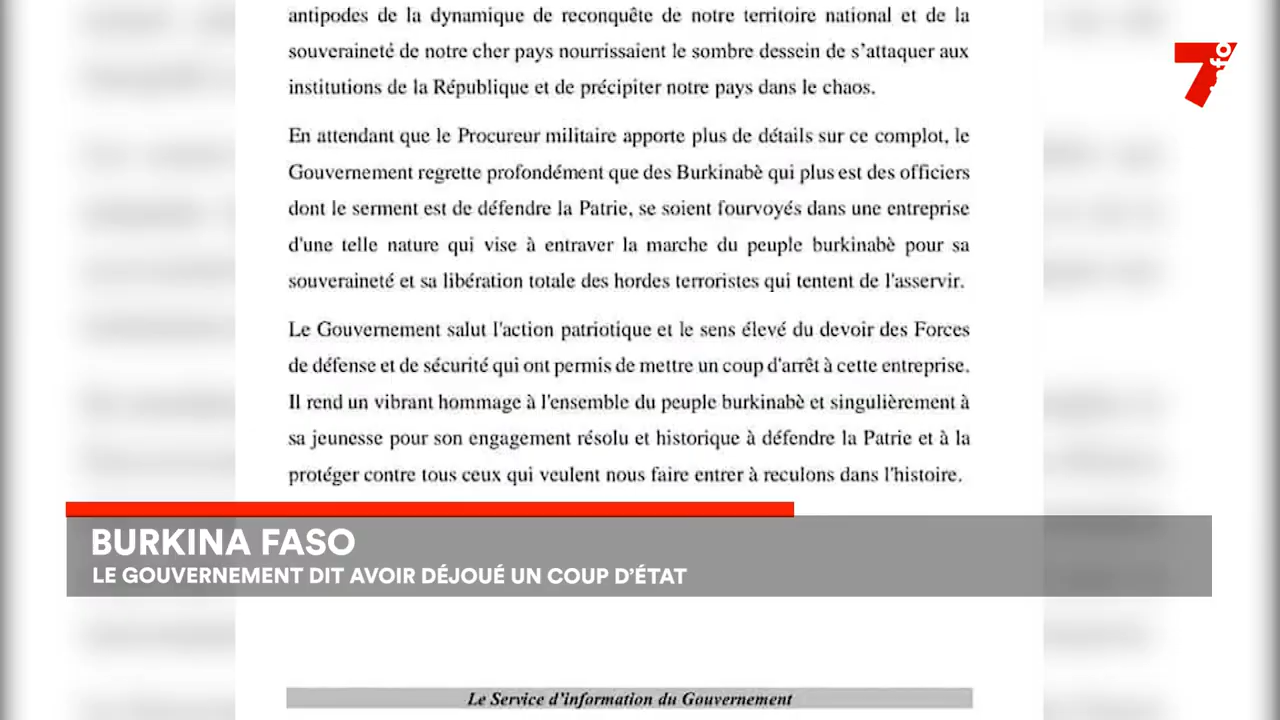 antipodes de la dynamique de reconquête de notre territoire national et de la
souveraineté de notre cher pays nourrissaient le sombre dessein de s'attaquer aux
institutions de la République et de précipiter notre pays dans le chaos.
En attendant que le Procureur militaire apporte plus de détails sur ce complot, le
Gouvernement regrette profondément que des Burkinabè qui plus est des officiers
dont le serment est de défendre la Patrie, se soient fourvoyés dans une entreprise
d'une telle nature qui vise à entraver la marche du peuple burkinabè pour sa
souveraineté et sa libération totale des hordes terroristes qui tentent de l'asservir.
Le Gouvernement salut l'action patriotique et le sens élevé du devoir des Forces
de défense et de sécurité qui ont permis de mettre un coup d'arrêt à cette entreprise.
Il rend un vibrant hommage à l'ensemble du peuple burkinabè et singulièrement à
sa jeunesse pour son engagement résolu et historique à défendre la Patrie et à la
protéger contre tous ceux qui veulent nous faire entrer à reculons dans l'histoire.
BURKINA FASO
LE GOUVERNEMENT DIT AVOIR DÉJOUÉ UN COUP D'ÉTAT
Le Service d'information du Gouvernement
7